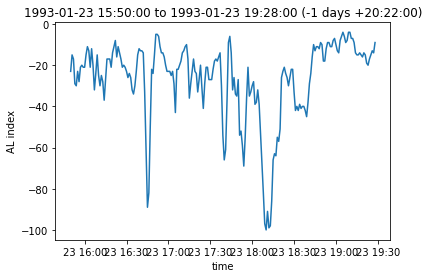 1993-01-23 15:50:00 to 1993-01-23 19:28:00 (-1 days +20:22:00)
0
−20
−40
−60
−80
−100
AL index
23 16:00 23 16:30 23 17:00 23 17:30 23 18:00 23 18:30 23 19:00 23 19:30
time